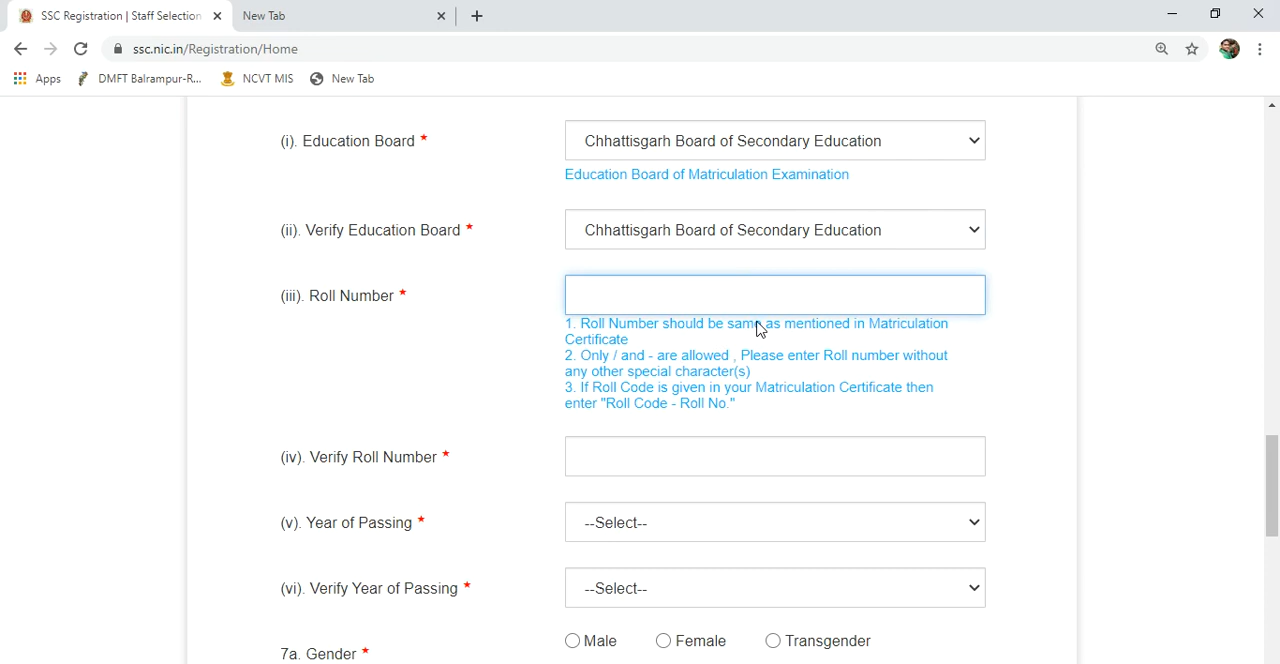 SSC Registration | Staff Selection
New Tab
ssc.nic.in/Registration/Home
Apps
DMFT Balrampur-R...
NCVT MIS
New Tab
(i). Education Board *
Chhattisgarh Board of Secondary Education
Education Board of Matriculation Examination
(ii). Verify Education Board *
Chhattisgarh Board of Secondary Education
(iii). Roll Number *
1. Roll Number should be same as mentioned in Matriculation
Certificate
2. Only / and - are allowed , Please enter Roll number without
any other special character(s)
3. If Roll Code is given in your Matriculation Certificate then
enter "Roll Code - Roll No."
(iv). Verify Roll Number *
(v). Year of Passing *
--Select--
(vi). Verify Year of Passing *
--Select--
7a. Gender *
Male
Female
Transgender